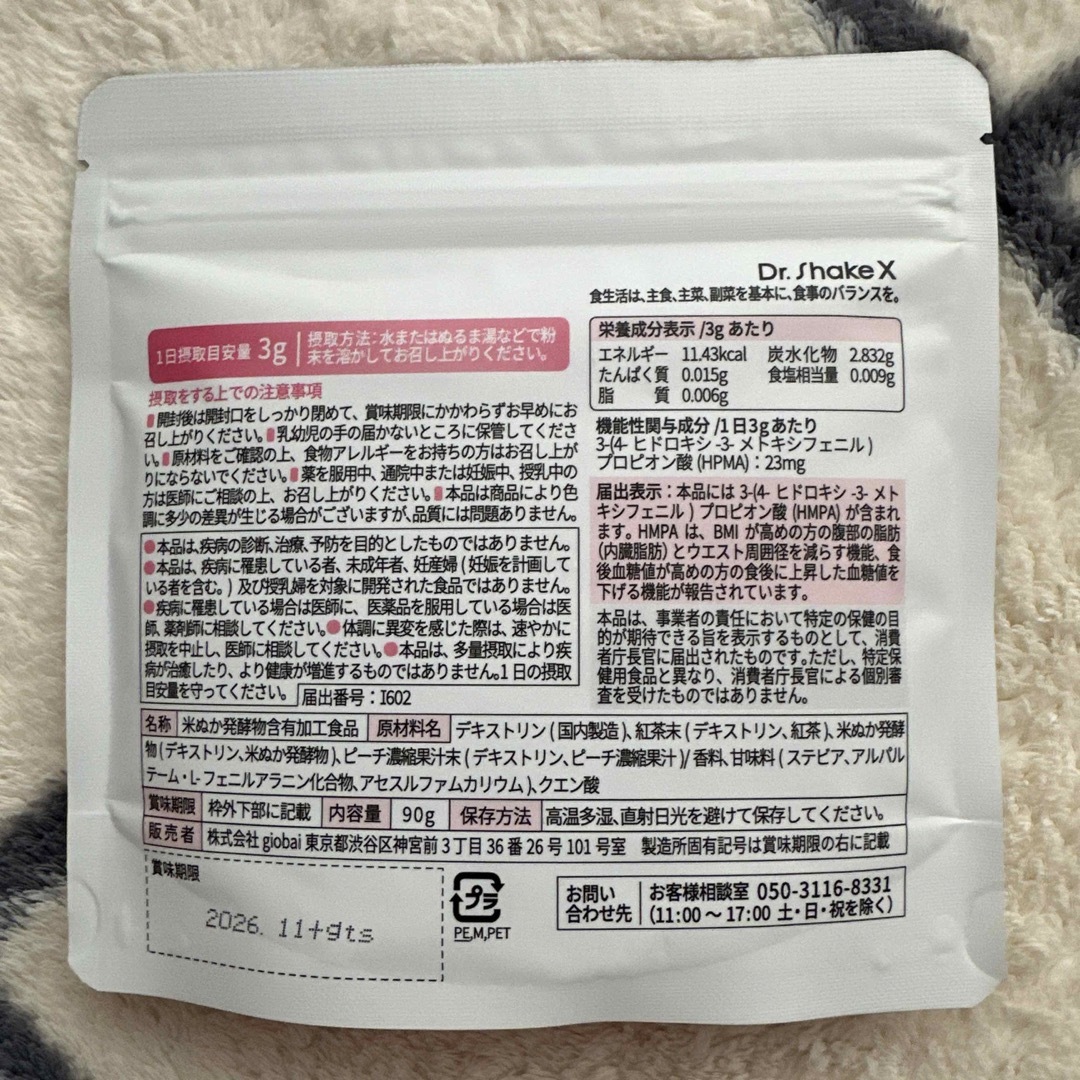 Dr. Shake X
食生活は、主食、主菜、副菜を基本に、食事のバランスを。
1日摂取目安量 3g
摂取方法：水またはぬるま湯などで粉
末を溶かしてお召し上がりください。
摂取をする上での注意事項
開封後は開封口をしっかり閉めて、賞味期限にかかわらずお早めにお
召し上がりください。乳幼児の手の届かないところに保管してくださ
い。原材料をご確認の上、食物アレルギーをお持ちの方はお召し上が
りにならないでください。薬を服用中、通院中または妊娠中、授乳中の
方は医師にご相談の上、お召し上がりください。本品は商品により色
調に多少の差異が生じる場合がございますが、品質には問題ありません。
●本品は、疾病の診断、治療、予防を目的としたものではありません。
●本品は、疾病に罹患している者、未成年者、妊産婦(妊娠を計画して
いる者を含む。)及び授乳婦を対象に開発された食品ではありません。
●疾病に罹患している場合は医師に、医薬品を服用している場合は医
師、薬剤師に相談してください。●体調に異変を感じた際は、速やかに
摂取を中止し、医師に相談してください。●本品は、多量摂取により疾
病が治癒したり、より健康が増進するものではありません。1日の摂取
目安量を守ってください。
届出番号：I602
栄養成分表示 /3g あたり
エネルギー 11.43kcal 炭水化物 2.832g
たんぱく質 0.015g 食塩相当量 0.009g
脂 質 0.006g
機能性関与成分 /1日3gあたり
3-(4- ヒドロキシ -3- メトキシフェニル)
プロピオン酸 (HPMA)：23mg
届出表示：本品には 3-(4- ヒドロキシ -3- メト
キシフェニル) プロピオン酸 (HMPA) が含まれ
ます。HMPA は、BMI が高めの方の腹部の脂肪
(内臓脂肪) とウエスト周囲径を減らす機能、食
後血糖値が高めの方の食後に上昇した血糖値を
下げる機能が報告されています。
本品は、事業者の責任において特定の保健の目
的が期待できる旨を表示するものとして、消費
者庁長官に届出されたものです。ただし、特定保
健用食品と異なり、消費者庁長官による個別審
査を受けたものではありません。
名称 米ぬか発酵物含有加工食品 原材料名 デキストリン(国内製造)、紅茶末(デキストリン、紅茶)、米ぬか発酵
物(デキストリン、米ぬか発酵物)、ピーチ濃縮果汁末(デキストリン、ピーチ濃縮果汁)/香料、甘味料(ステビア、アルパル
テーム・L-フェニルアラニン化合物、アセスルファムカリウム)、クエン酸
賞味期限 枠外下部に記載 内容量 90g 保存方法 高温多湿、直射日光を避けて保存してください。
販売者 株式会社 giobai 東京都渋谷区神宮前3丁目36番26号101号室 製造所固有記号は賞味期限の右に記載
賞味期限
2026. 11+gts
プラ
PE,M,PET
お問い
合わせ先
お客様相談室 050-3116-8331
(11:00～17:00 土・日・祝を除く)